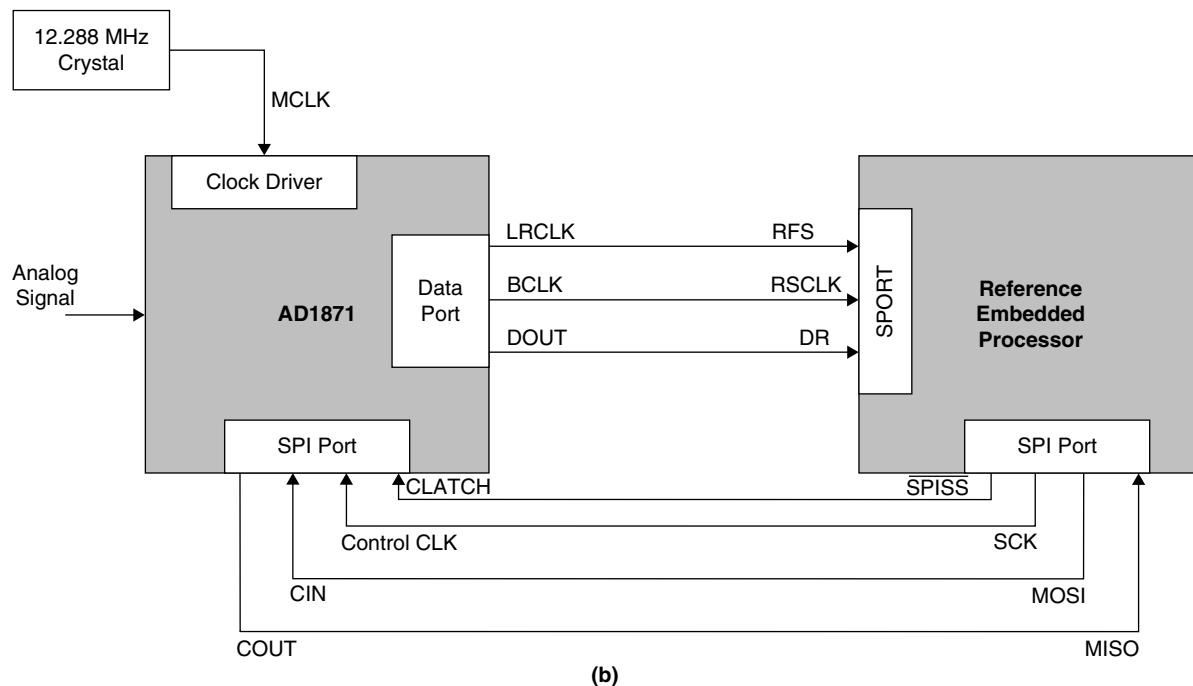 12.288 MHz
Crystal
MCLK
Clock Driver
LRCLK
RFS
Analog
Signal
AD1871
Data
Port
BCLK
RSCLK
SPORT
Reference
Embedded
Processor
DOUT
DR
SPI Port
SPI Port
CLATCH
SPISS
Control CLK
SCK
CIN
MOSI
COUT
MISO
(b)